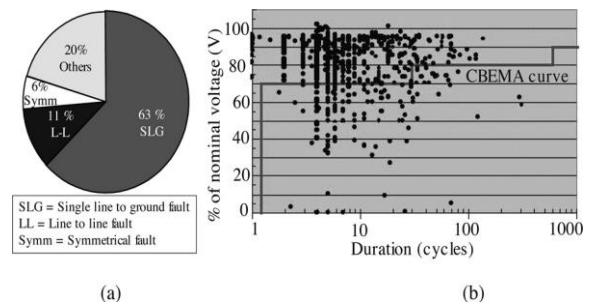 (a)
20%
Others
6%
Symm
11 %
L-L
63 %
SLG
SLG = Single line to ground fault
LL = Line to line fault
Symm = Symmetrical fault
(a)
% of nominal voltage (V)
100
80
60
40
20
0
CBEMA curve
1
10
100
1000
Duration (cycles)
(b)